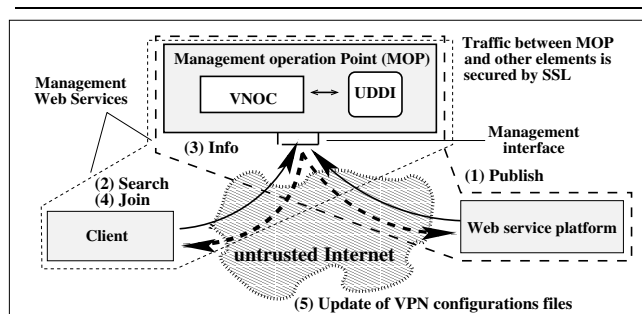 Management operation Point (MOP)
VNOC
UDDI
Traffic between MOP
and other elements is
secured by SSL
Management
Web Services
(3) Info
Management
interface
(2) Search
(4) Join
(1) Publish
Client
Web service platform
untrusted Internet
(5) Update of VPN configurations files